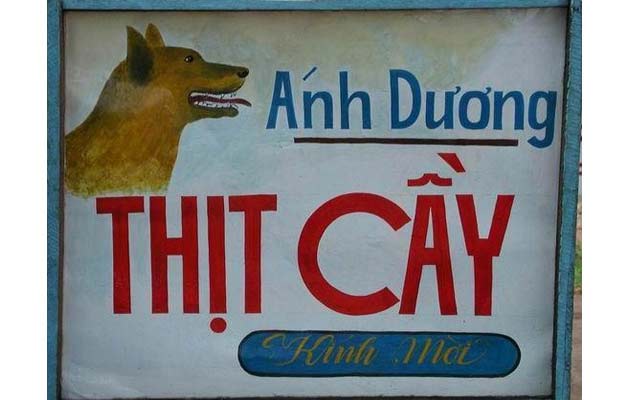 Ánh Dương
THỊT CẦY
Kính Mời